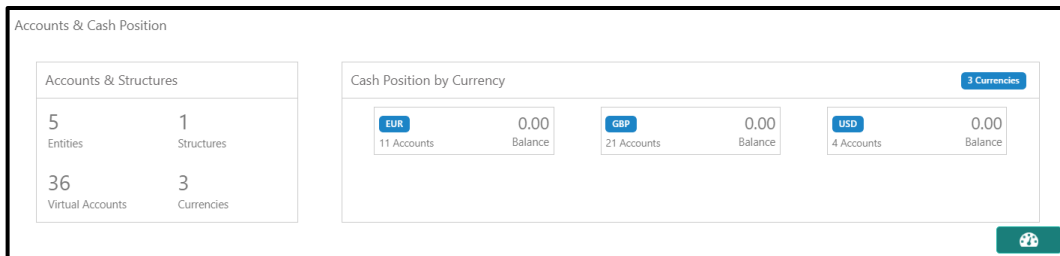 Accounts & Cash Position
Accounts & Structures
5 1
Entities Structures
36 3
Virtual Accounts Currencies
Cash Position by Currency 3 Currencies
EUR 0.00 GBP 0.00 USD 0.00
11 Accounts Balance 21 Accounts Balance 4 Accounts Balance